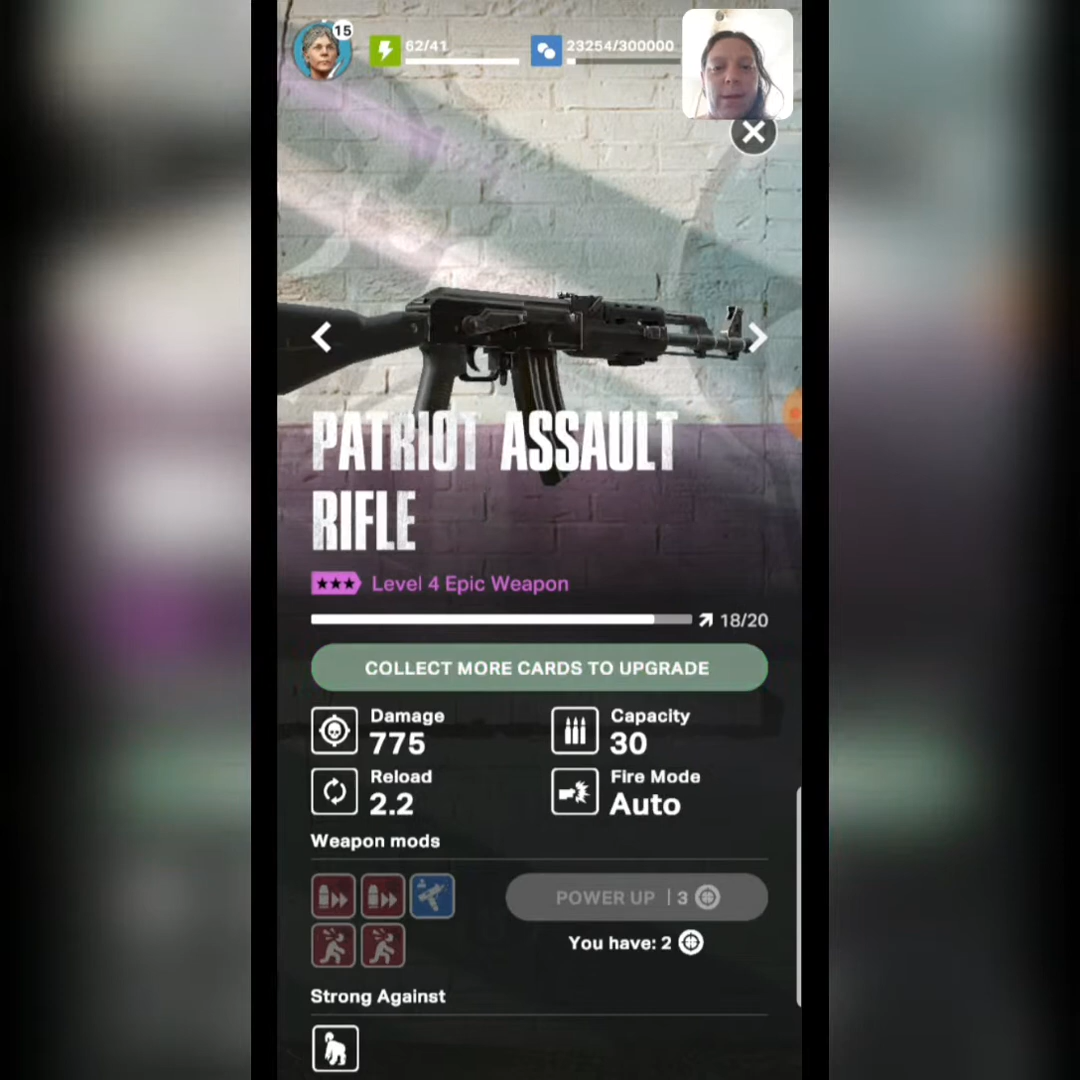 15
62/41
23254/300000
PATRIOT ASSAULT
RIFLE
Level 4 Epic Weapon
18/20
COLLECT MORE CARDS TO UPGRADE
Damage
775
Capacity
30
Reload
2.2
Fire Mode
Auto
Weapon mods
POWER UP | 3
You have: 2
Strong Against